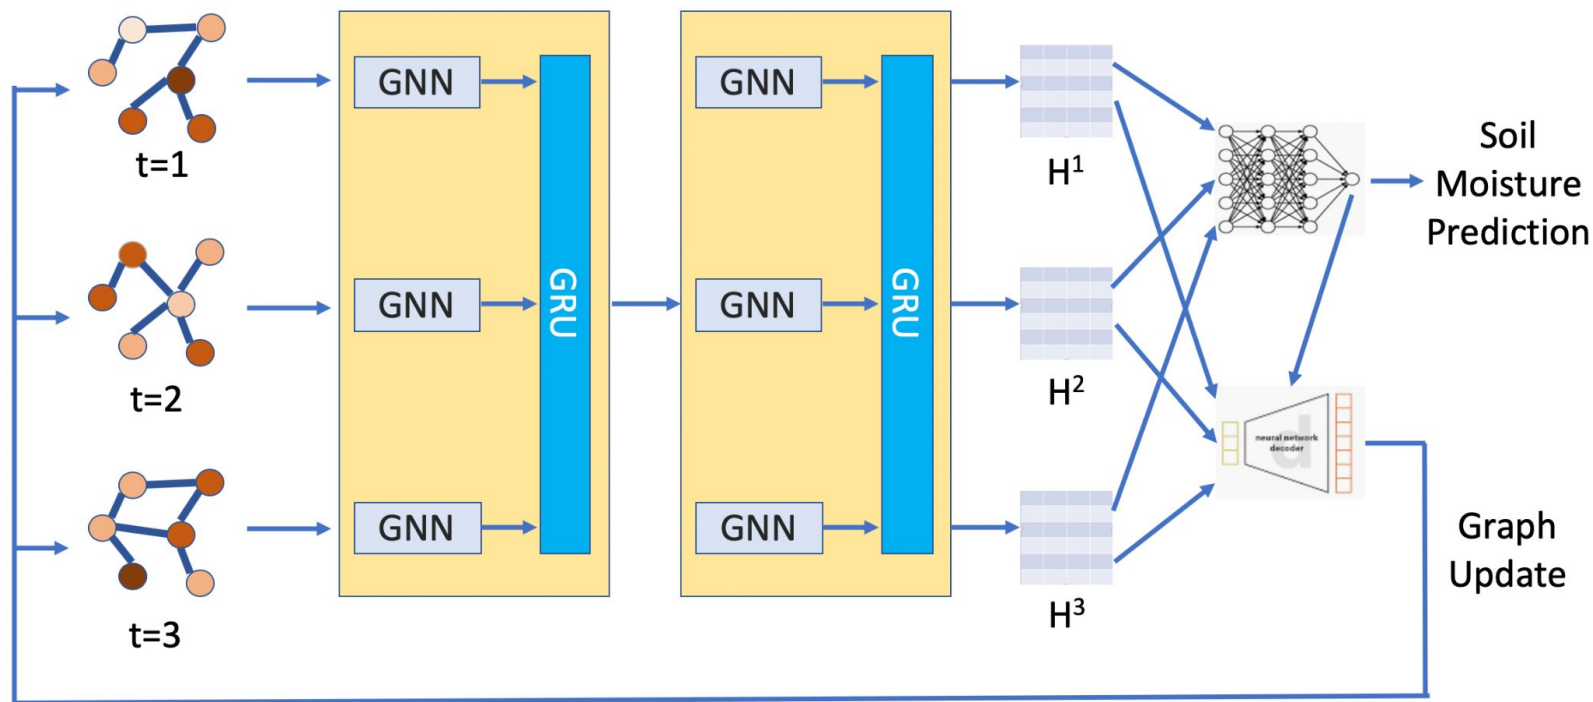 t=1
t=2
t=3
GNN
GNN
GNN
GRU
GNN
GNN
GNN
GRU
H¹
H²
H³
Soil
Moisture
Prediction
d
neural network
decoder
Graph
Update